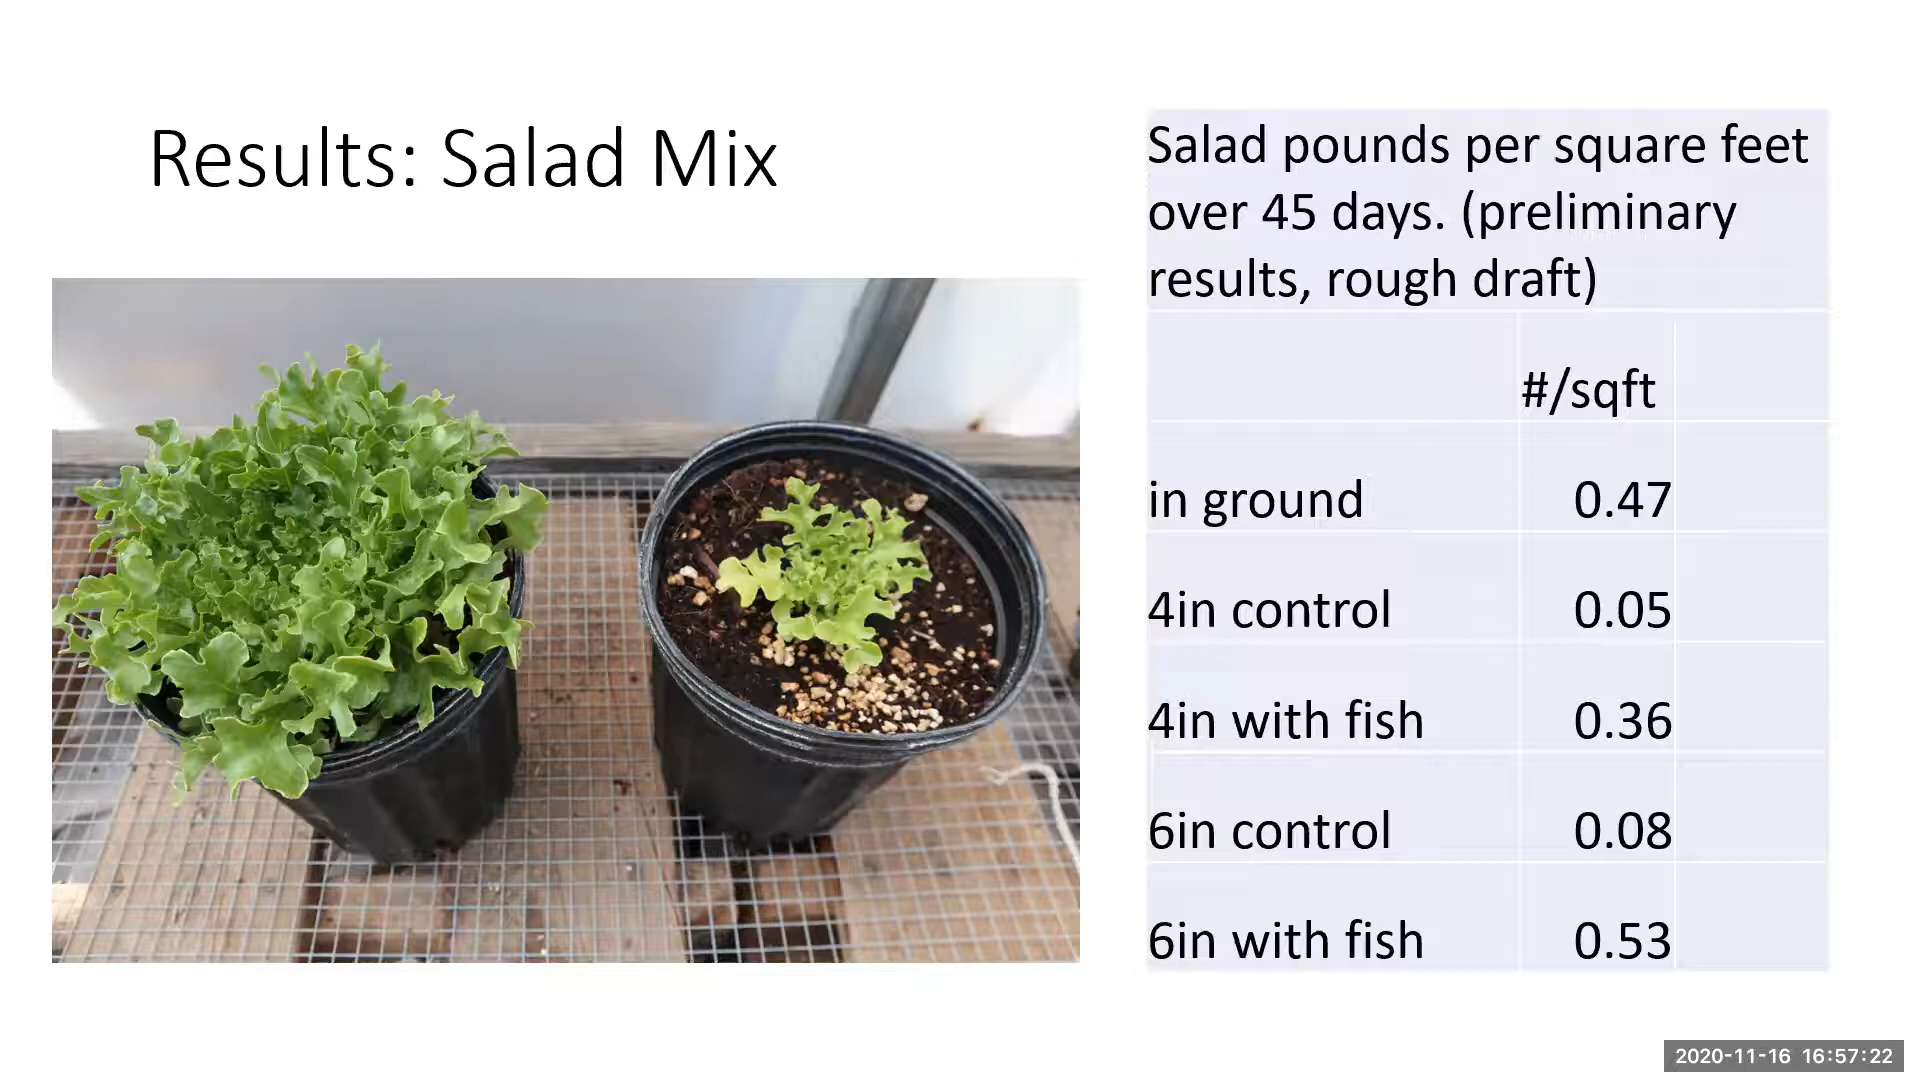 Results: Salad Mix
Salad pounds per square feet
over 45 days. (preliminary
results, rough draft)
#/sqft
in ground 0.47
4in control 0.05
4in with fish 0.36
6in control 0.08
6in with fish 0.53
2020-11-16 16:57:22